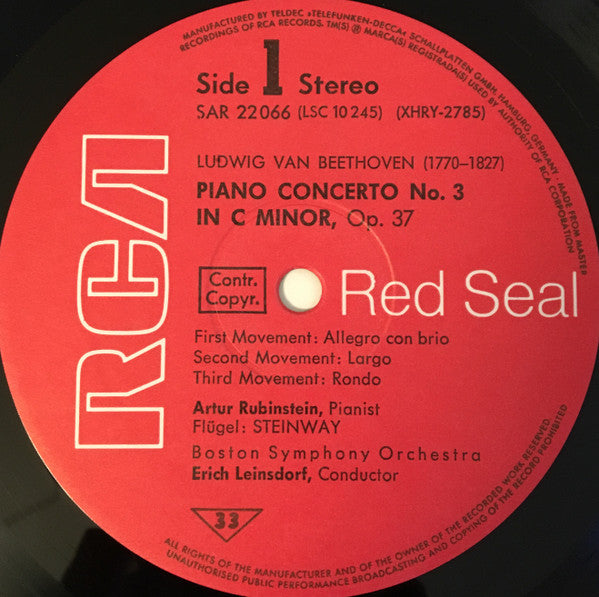 MANUFACTURED BY TELDEC »TELEFUNKEN-DECCA« SCHALLPLATTEN GMBH, HAMBURG, GERMANY · MADE FROM MASTER
RECORDINGS OF RCA RECORDS. TM(S) ® MARCA(S) REGISTRADA(S) USED BY AUTHORITY OF RCA CORPORATION
Side 1 Stereo
SAR 22066 (LSC 10245) (XHRY-2785)
LUDWIG VAN BEETHOVEN (1770–1827)
PIANO CONCERTO No. 3
IN C MINOR, Op. 37
RCA
Contr.
Copyr.
Red Seal
First Movement: Allegro con brio
Second Movement: Largo
Third Movement: Rondo
Artur Rubinstein, Pianist
Flügel: STEINWAY
Boston Symphony Orchestra
Erich Leinsdorf, Conductor
33
ALL RIGHTS OF THE MANUFACTURER AND OF THE OWNER OF THE RECORDED WORK RESERVED.
UNAUTHORISED PUBLIC PERFORMANCE BROADCASTING AND COPYING OF THE RECORD PROHIBITED